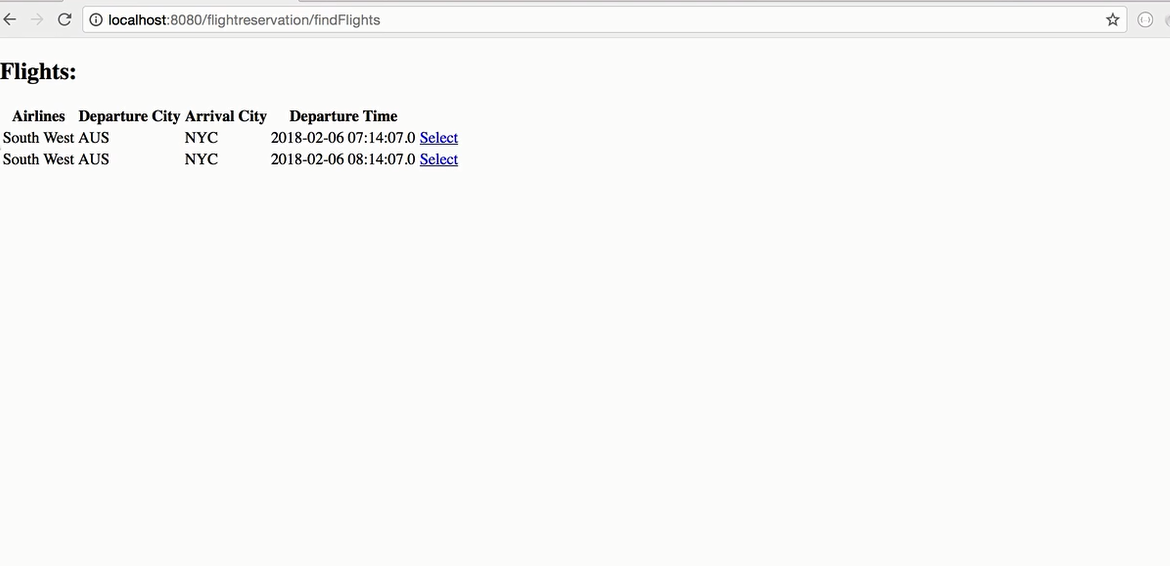 localhost:8080/flightreservation/findFlights
Flights:
Airlines Departure City Arrival City Departure Time
South West AUS NYC 2018-02-06 07:14:07.0 Select
South West AUS NYC 2018-02-06 08:14:07.0 Select